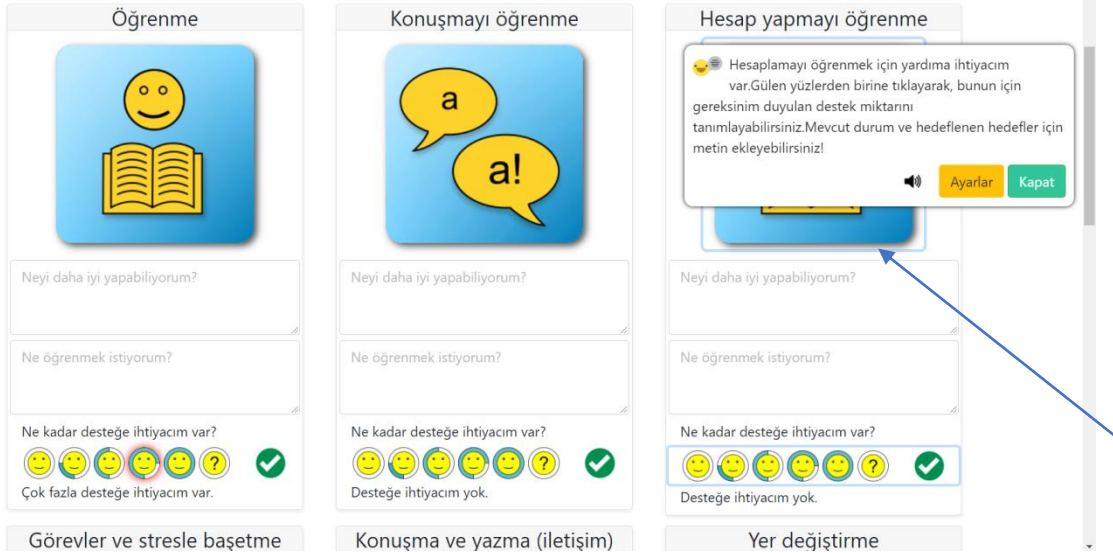 Öğrenme
Neyi daha iyi yapabiliyorum?
Ne öğrenmek istiyorum?
Ne kadar desteğe ihtiyacım var?
?
Çok fazla desteğe ihtiyacım var.
Konuşmayı öğrenme
a
a!
Neyi daha iyi yapabiliyorum?
Ne öğrenmek istiyorum?
Ne kadar desteğe ihtiyacım var?
?
Desteğe ihtiyacım yok.
Hesap yapmayı öğrenme
Hesaplamayı öğrenmek için yardıma ihtiyacım
var.Gülen yüzlerden birine tıklayarak, bunun için
gereksinim duyulan destek miktarını
tanımlayabilirsiniz.Mevcut durum ve hedeflenen hedefler için
metin ekleyebilirsiniz!
Ayarlar
Kapat
Neyi daha iyi yapabiliyorum?
Ne öğrenmek istiyorum?
Ne kadar desteğe ihtiyacım var?
?
Desteğe ihtiyacım yok.
Görevler ve stresle başetme
Konuşma ve yazma (iletişim)
Yer değiştirme